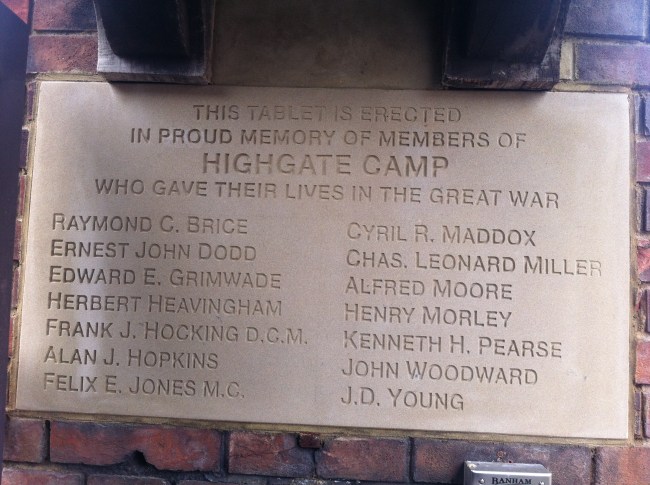 THIS TABLET IS ERECTED
IN PROUD MEMORY OF MEMBERS OF
HIGHGATE CAMP
WHO GAVE THEIR LIVES IN THE GREAT WAR
RAYMOND C. BRICE
ERNEST JOHN DODD
EDWARD E. GRIMWADE
HERBERT HEAVINGHAM
FRANK J. HOCKING D.C.M.
ALAN J. HOPKINS
FELIX E. JONES M.C.
CYRIL R. MADDOX
CHAS. LEONARD MILLER
ALFRED MOORE
HENRY MORLEY
KENNETH H. PEARSE
JOHN WOODWARD
J.D. YOUNG
BANHAM